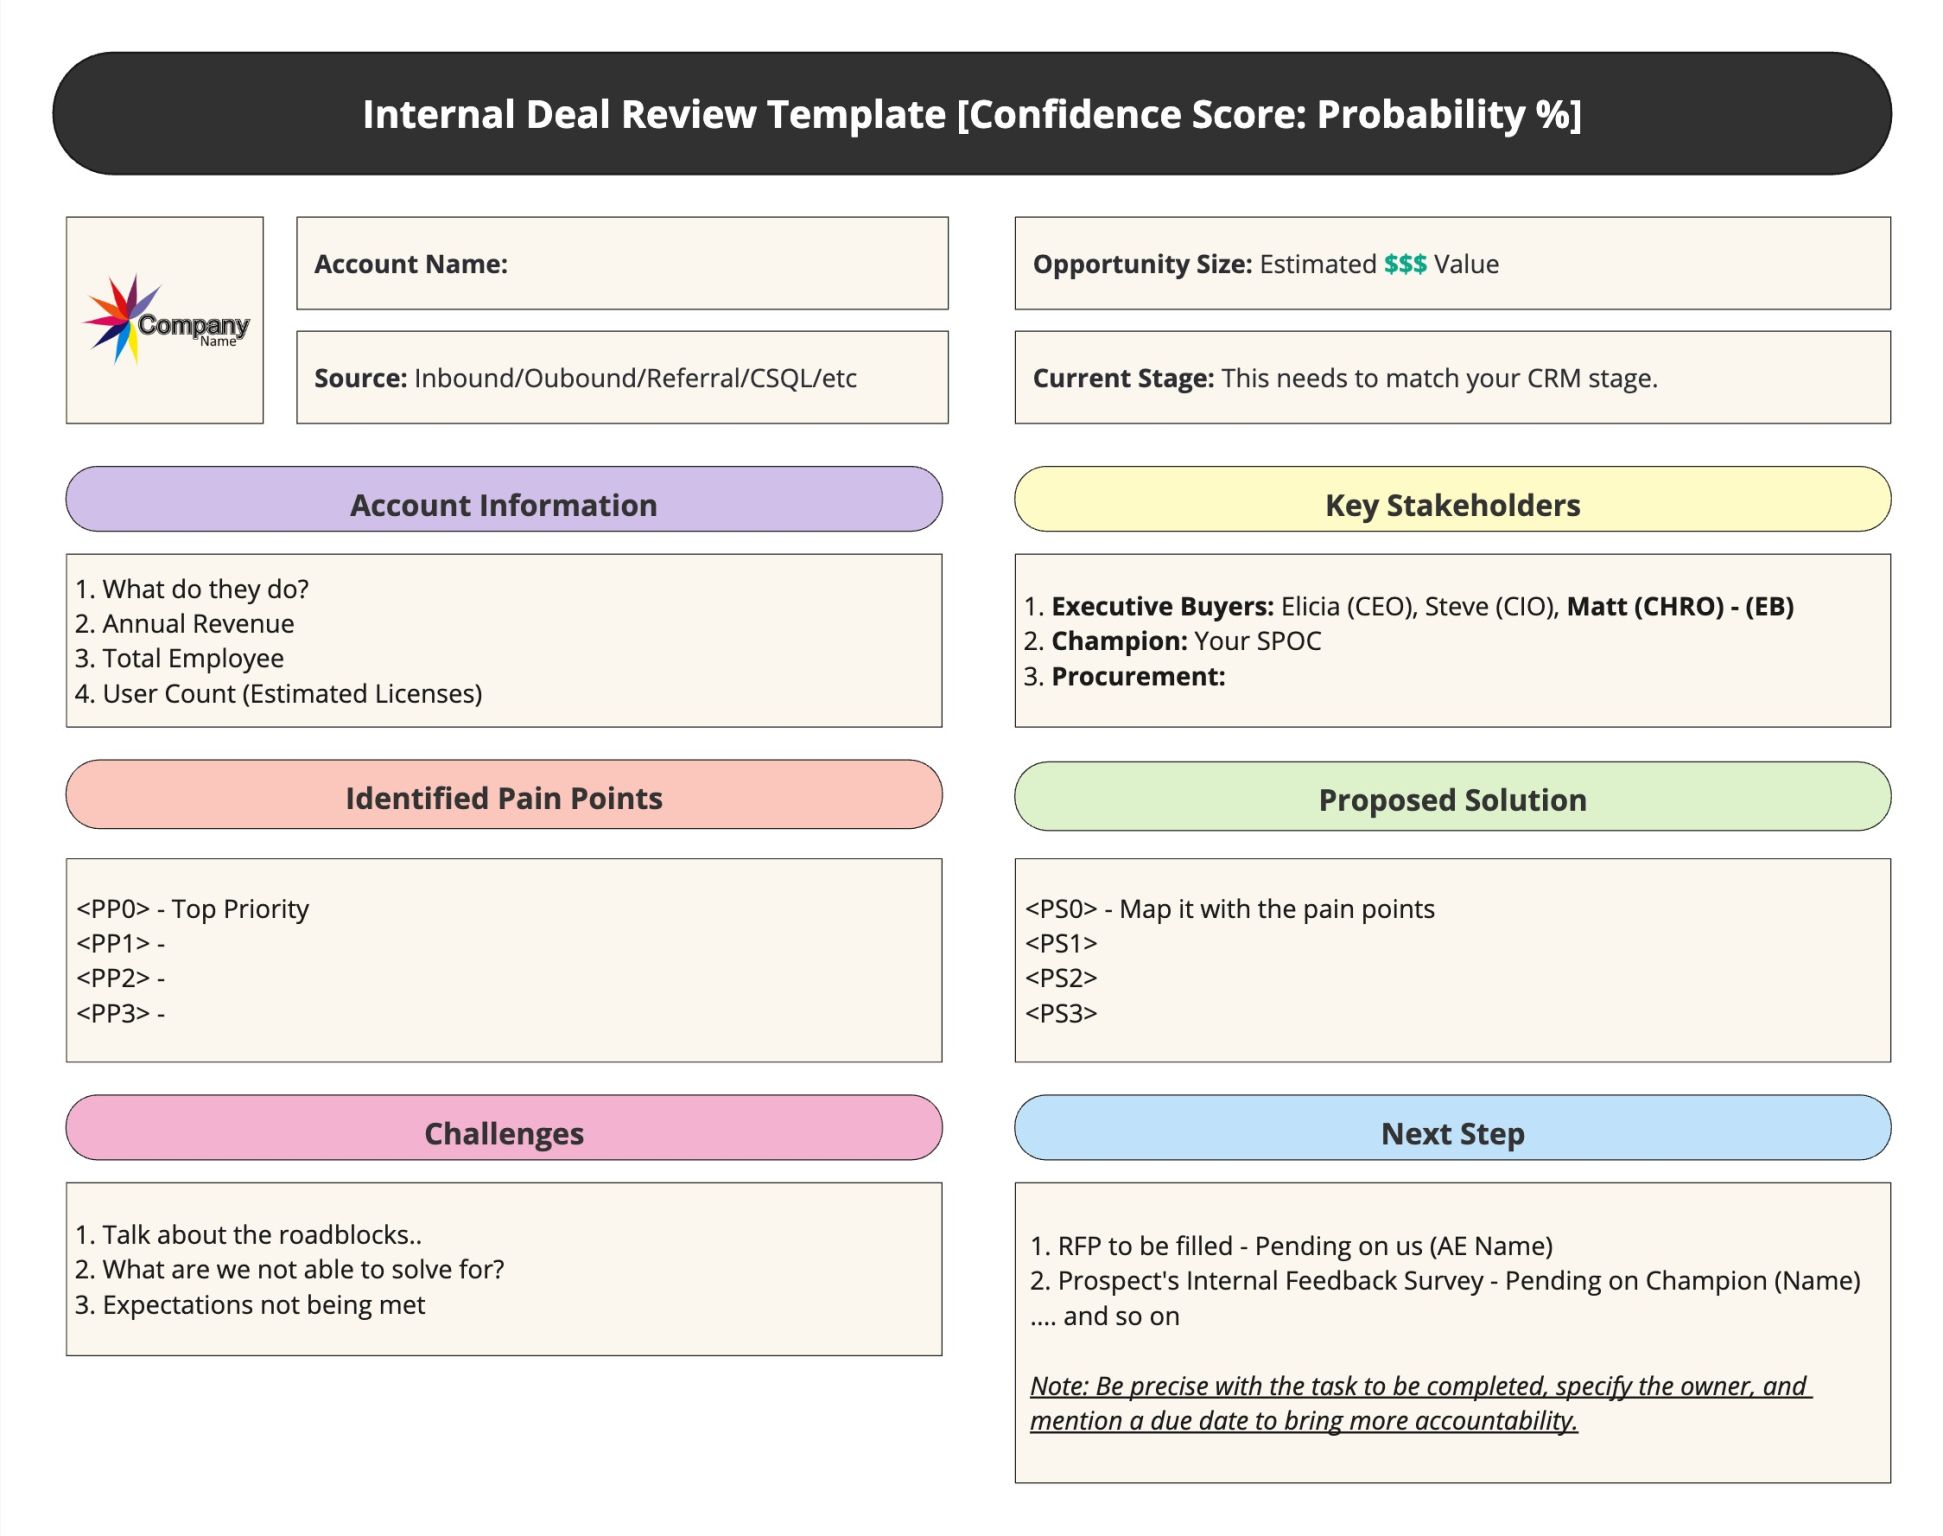 Internal Deal Review Template [Confidence Score: Probability %]
Company
Name
Account Name:
Opportunity Size: Estimated $$$ Value
Source: Inbound/Oubound/Referral/CSQL/etc
Current Stage: This needs to match your CRM stage.
Account Information
1. What do they do?
2. Annual Revenue
3. Total Employee
4. User Count (Estimated Licenses)
Key Stakeholders
1. Executive Buyers: Elicia (CEO), Steve (CIO), Matt (CHRO) - (EB)
2. Champion: Your SPOC
3. Procurement:
Identified Pain Points
<PP0> - Top Priority
<PP1> -
<PP2> -
<PP3> -
Proposed Solution
<PS0> - Map it with the pain points
<PS1>
<PS2>
<PS3>
Challenges
1. Talk about the roadblocks..
2. What are we not able to solve for?
3. Expectations not being met
Next Step
1. RFP to be filled - Pending on us (AE Name)
2. Prospect's Internal Feedback Survey - Pending on Champion (Name)
.... and so on
Note: Be precise with the task to be completed, specify the owner, and
mention a due date to bring more accountability.